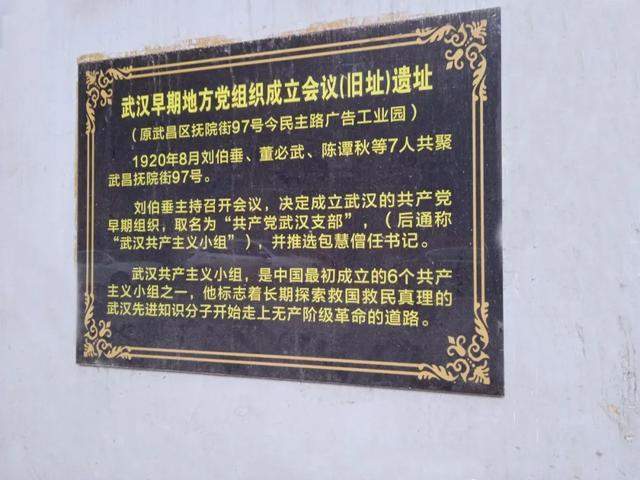 武汉早期地方党组织成立会议(旧址)遗址
（原武昌区抚院街97号今民主路广告工业园）
1920年8月刘伯垂、董必武、陈谭秋等7人共聚
武昌抚院街97号。
刘伯垂主持召开会议，决定成立武汉的共产党
早期组织，取名为“共产党武汉支部”，（后通称
“武汉共产主义小组”），并推选包慧僧任书记。
武汉共产主义小组，是中国最初成立的6个共产
主义小组之一，他标志着长期探索救国救民真理的
武汉先进知识分子开始走上无产阶级革命的道路。